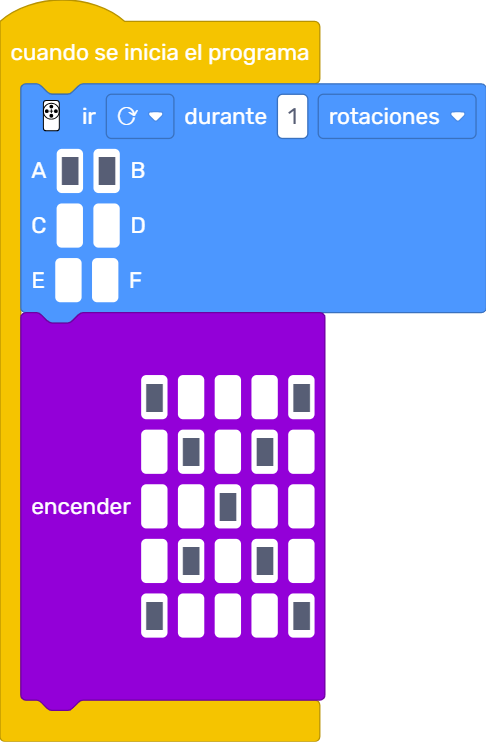 cuando se inicia el programa
ir durante 1 rotaciones
A B
C D
E F
encender